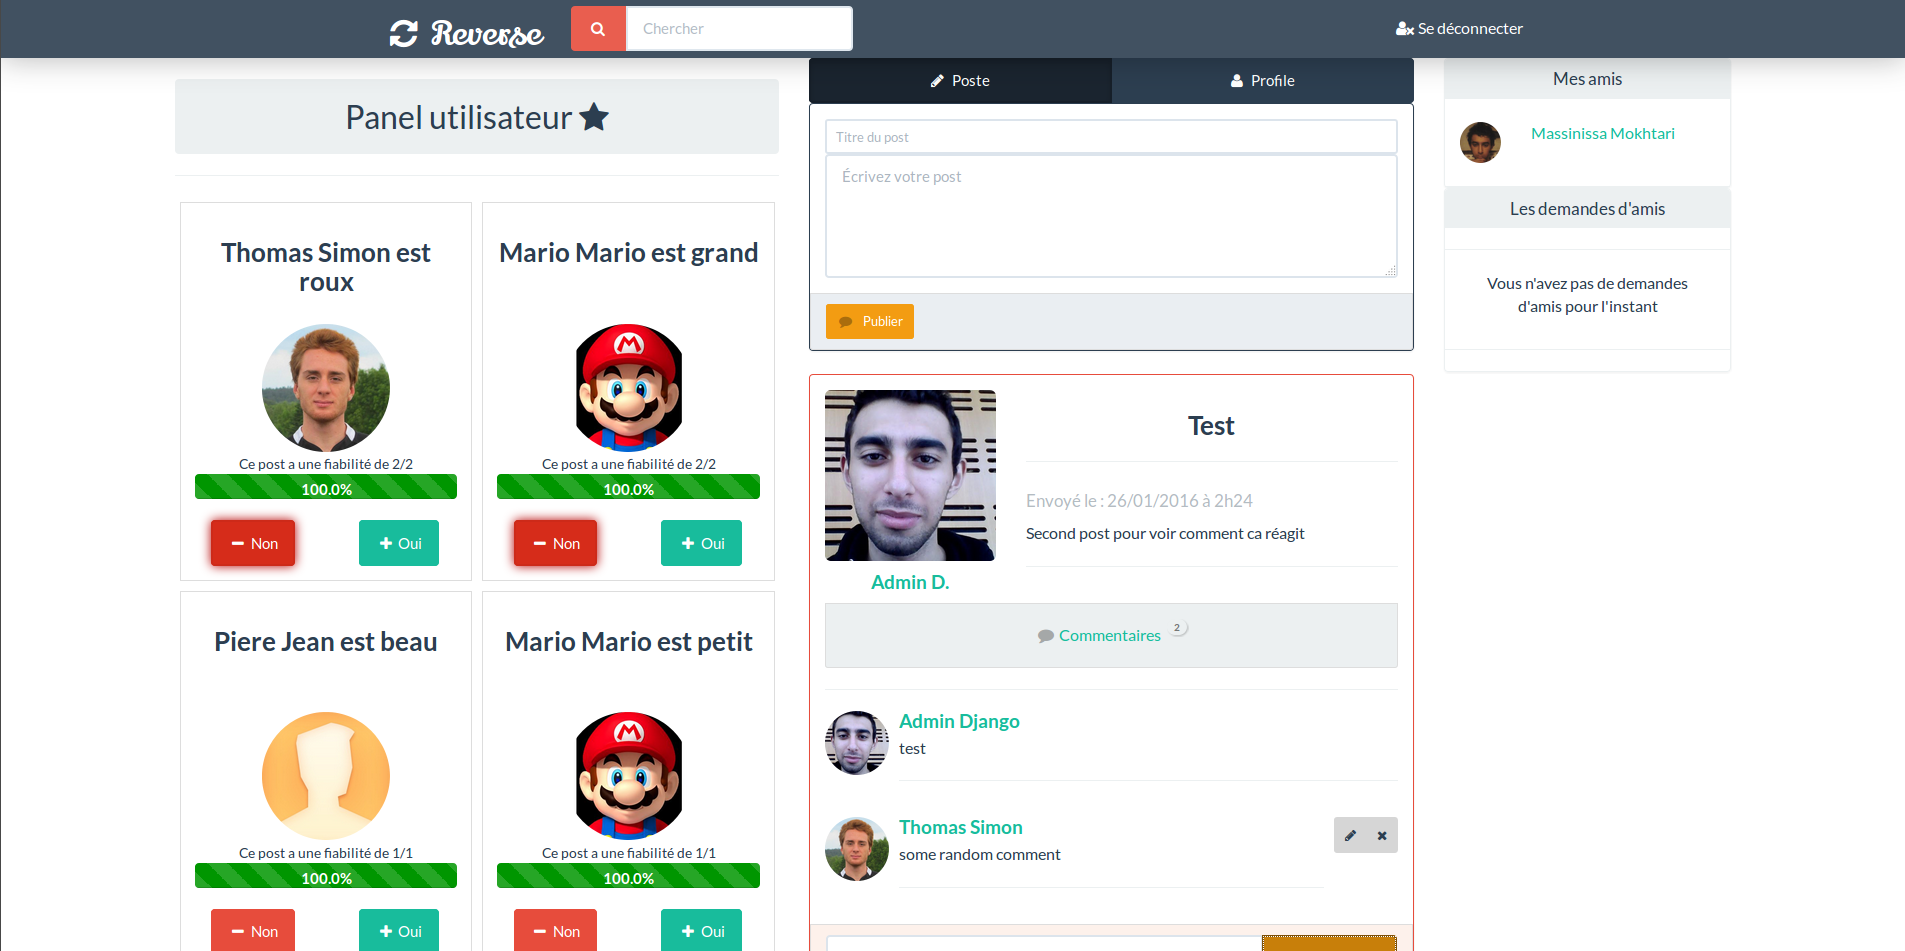 Reverse
Chercher
Se déconnecter
Panel utilisateur
Thomas Simon est
roux
Ce post a une fiabilité de 2/2
100.0%
Non
Oui
Mario Mario est grand
M
Ce post a une fiabilité de 2/2
100.0%
Non
Oui
Piere Jean est beau
Ce post a une fiabilité de 1/1
100.0%
Non
Oui
Mario Mario est petit
M
Ce post a une fiabilité de 1/1
100.0%
Non
Oui
Poste
Profile
Titre du post
Écrivez votre post
Publier
Test
Envoyé le : 26/01/2016 à 2h24
Second post pour voir comment ca réagit
Admin D.
Commentaires 2
Admin Django
test
Thomas Simon
some random comment
Mes amis
Massinissa Mokhtari
Les demandes d'amis
Vous n'avez pas de demandes
d'amis pour l'instant